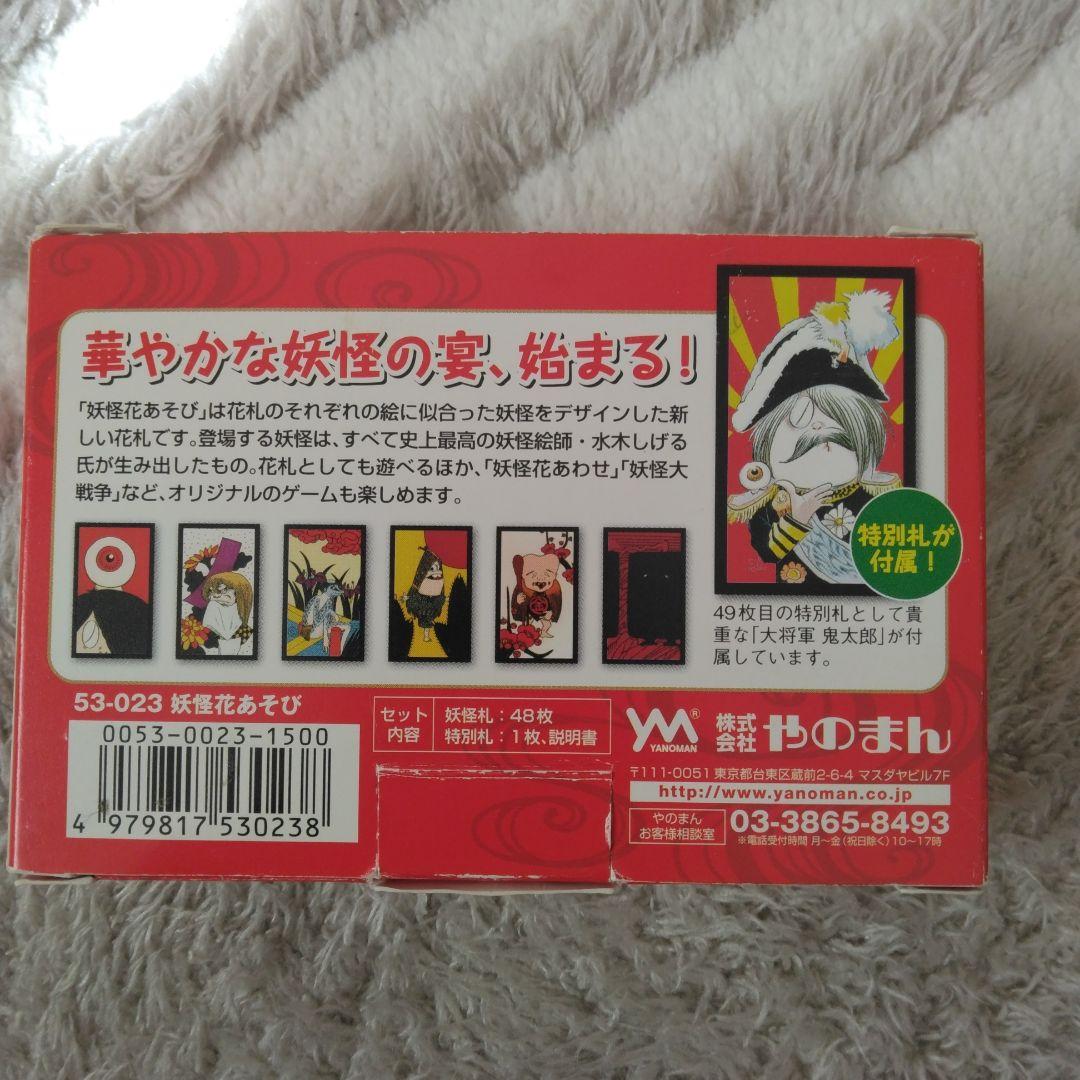 華やかな妖怪の宴、始まる！
「妖怪花あそび」は花札のそれぞれの絵に似合った妖怪をデザインした新
しい花札です。登場する妖怪は、すべて史上最高の妖怪絵師・水木しげる
氏が生み出したもの。花札としても遊べるほか、「妖怪花あわせ」「妖怪大
戦争」など、オリジナルのゲームも楽しめます。
特別札が
付属！
49枚目の特別札として貴
重な「大将軍 鬼太郎」が付
属しています。
53-023 妖怪花あそび
0053-0023-1500
4 979817 530238
セット
内容
妖怪札：48枚
特別札：1枚、説明書
YM®
YANOMAN
株式
会社 やのまん
〒111-0051 東京都台東区蔵前2-6-4 マスダヤビル7F
http://www.yanoman.co.jp
やのまん
お客様相談室
03-3865-8493
※電話受付時間 月〜金（祝日除く）10〜17時